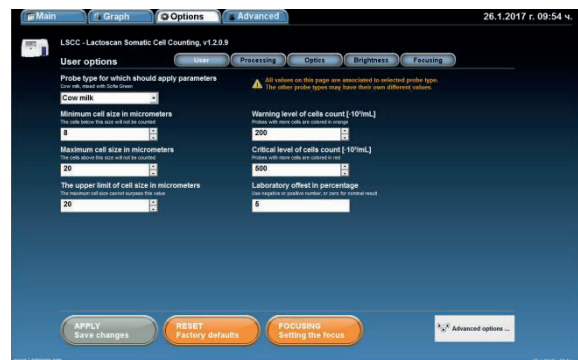 Main
Graph
Options
Advanced
26.1.2017 г. 09:54 ч.
LSCC - Lactoscan Somatic Cell Counting, v1.2.0.9
User options
User
Processing
Optics
Brightness
Focusing
Probe type for which should apply parameters
Cow milk, mixed with Sofia Green
Cow milk
All values on this page are associated to selected probe type.
The other probe types may have their own different values.
Minimum cell size in micrometers
The cells below this size will not be counted
8
Warning level of cells count [·10³/mL]
Probes with more cells are colored in orange
200
Maximum cell size in micrometers
The cells above this size will not be counted
20
Critical level of cells count [·10³/mL]
Probes with more cells are colored in red
500
The upper limit of cell size in micrometers
The maximum cell size cannot surpass this value
20
Laboratory offest in percentage
Use negative or positive number, or zero for nominal result
5
APPLY
Save changes
RESET
Factory defaults
FOCUSING
Setting the focus
Advanced options ...